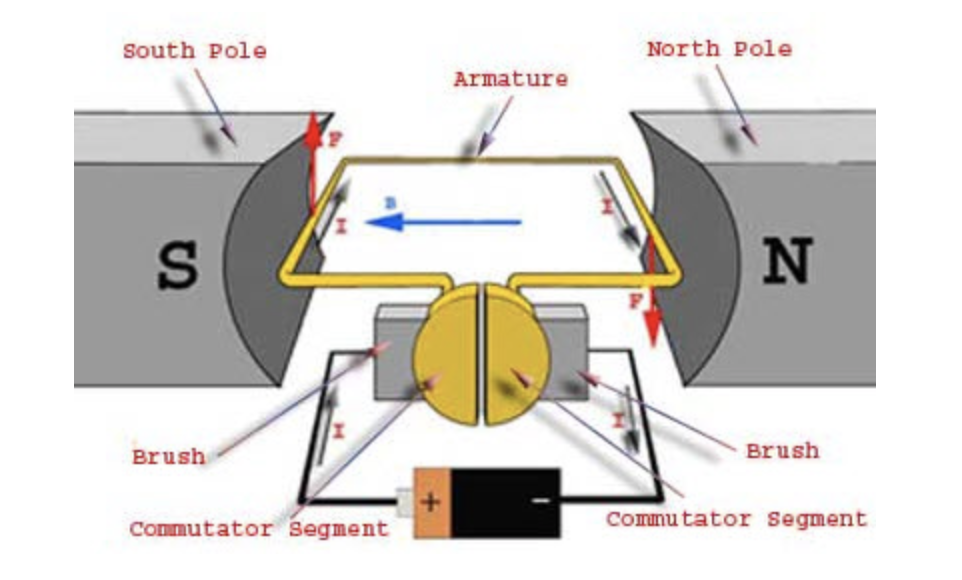 South Pole
North Pole
Armature
F
B
I
I
S
N
F
I
I
Brush
Brush
+
−
Commutator Segment
Commutator Segment